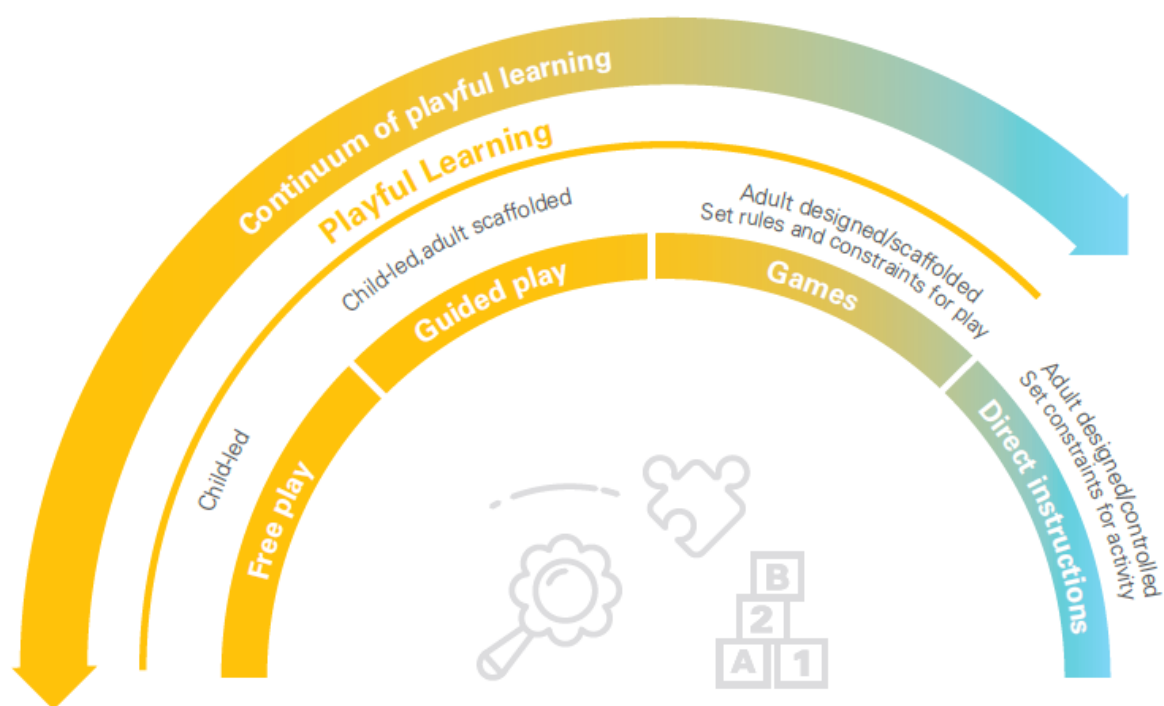 Continuum of playful learning
Playful Learning
Child-led
Child-led,adult scaffolded
Adult designed/scaffolded
Set rules and constraints for play
Adult designed/controlled
Set constraints for activity
Free play
Guided play
Games
Direct instructions
B
2
A 1